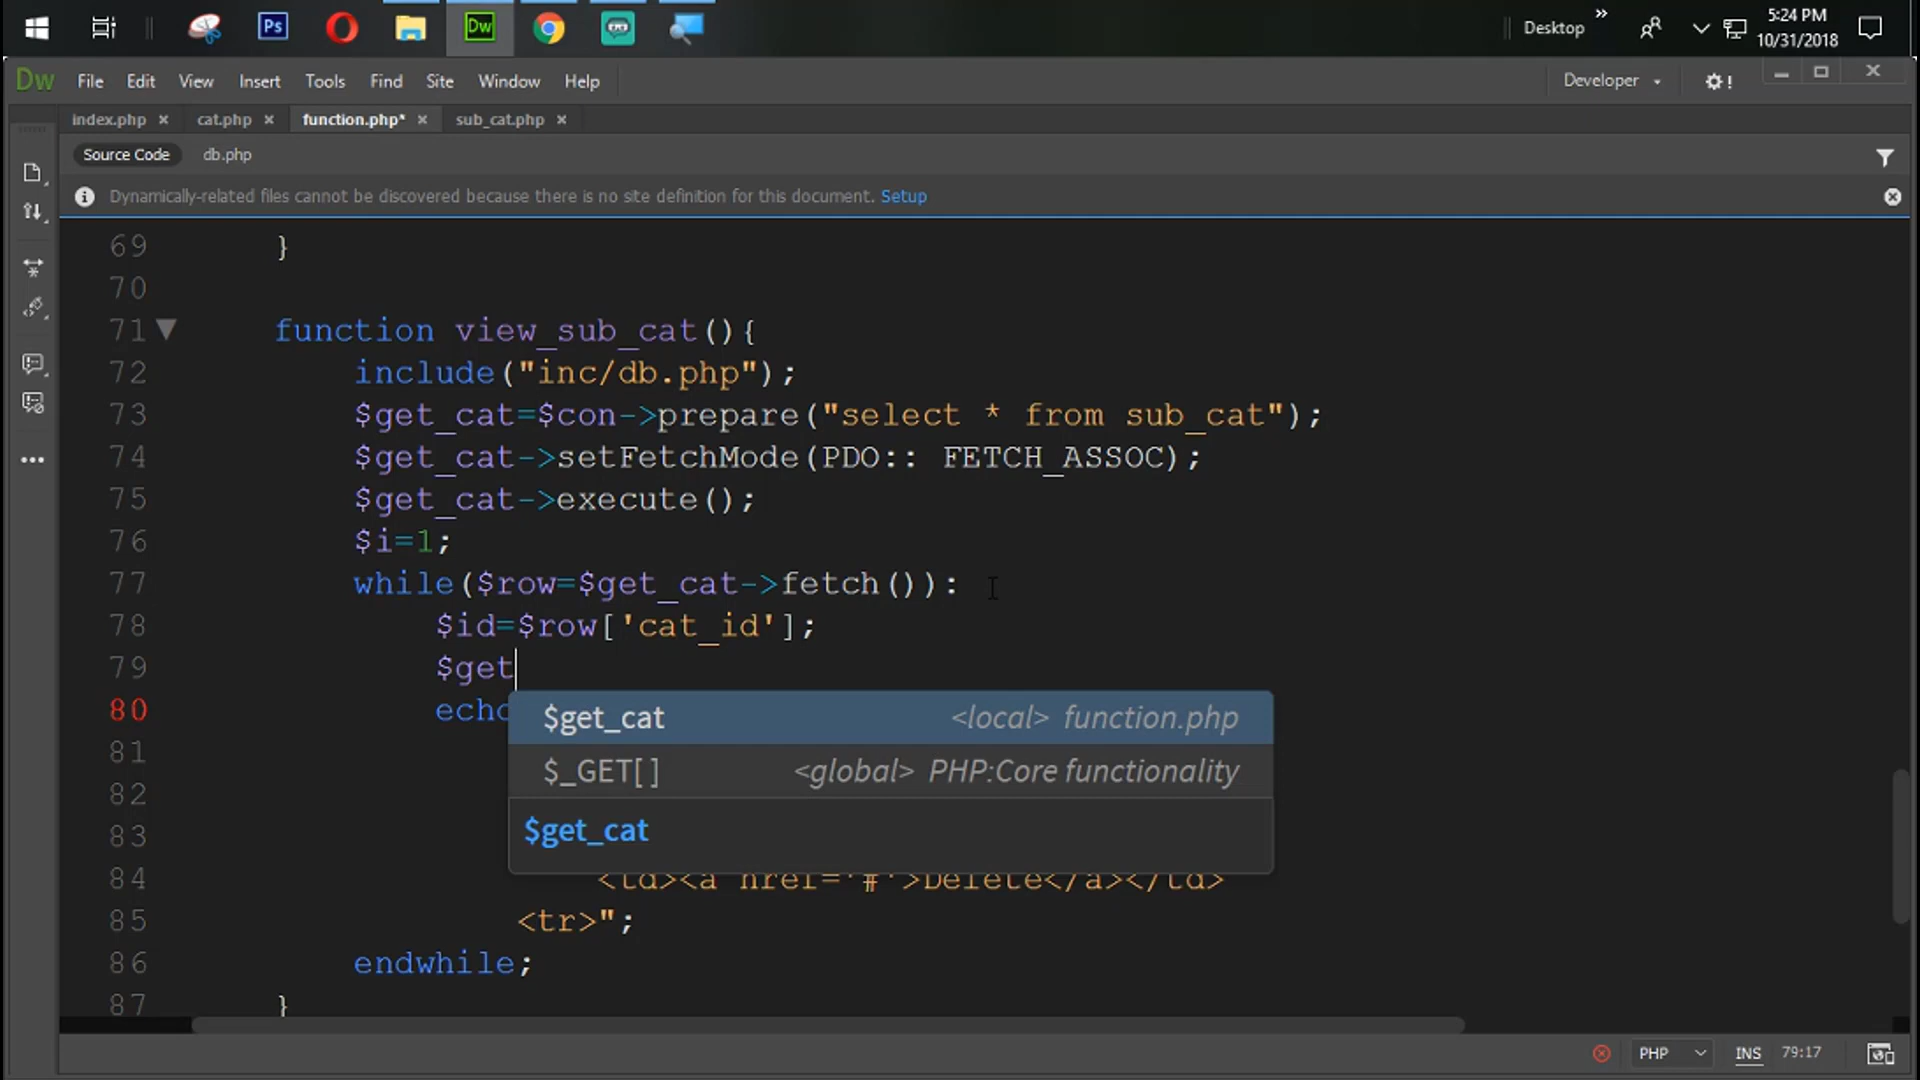 Ps
Dw
Desktop
»
5:24 PM
10/31/2018
Dw
File Edit View Insert Tools Find Site Window Help
Developer
!
index.php × cat.php × function.php* × sub_cat.php ×
Source Code db.php
Dynamically-related files cannot be discovered because there is no site definition for this document. Setup
69 }
70
71 function view_sub_cat(){
72 include("inc/db.php");
73 $get_cat=$con->prepare("select * from sub_cat");
74 $get_cat->setFetchMode(PDO:: FETCH_ASSOC);
75 $get_cat->execute();
76 $i=1;
77 while($row=$get_cat->fetch()):
78 $id=$row['cat_id'];
79 $get
80 echo
$get_cat <local> function.php
81
$_GET[] <global> PHP:Core functionality
82
83 $get_cat
84 <td><a href='#'>Delete</a></td>
85 <tr>";
86 endwhile;
87 }
PHP INS 79:17